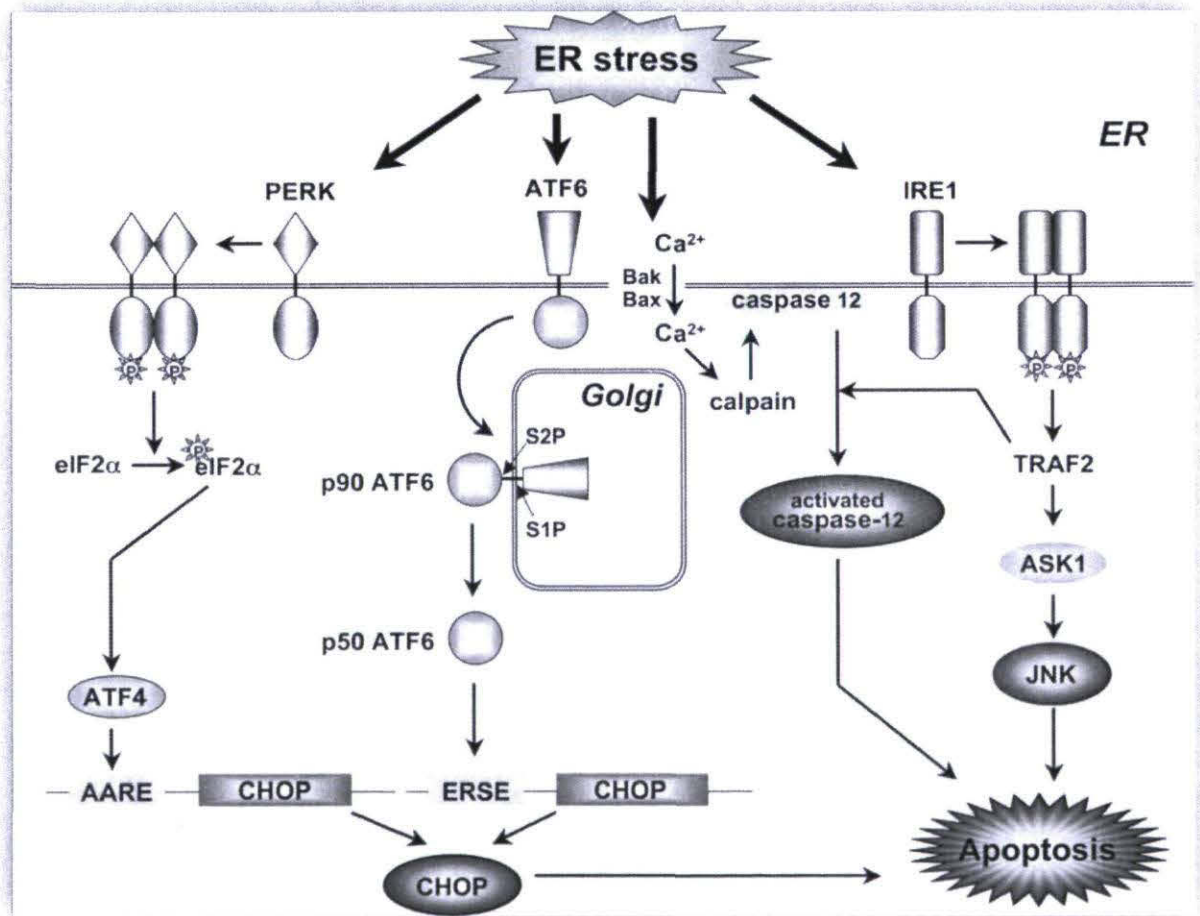 ER stress
ER
PERK
ATF6
IRE1
Ca²⁺
Bak
Bax
caspase 12
Ca²⁺
P P
P P
Golgi
calpain
S2P
TRAF2
P
eIF2α
eIF2α
p90 ATF6
activated
caspase-12
S1P
ASK1
p50 ATF6
JNK
ATF4
AARE
CHOP
ERSE
CHOP
Apoptosis
CHOP